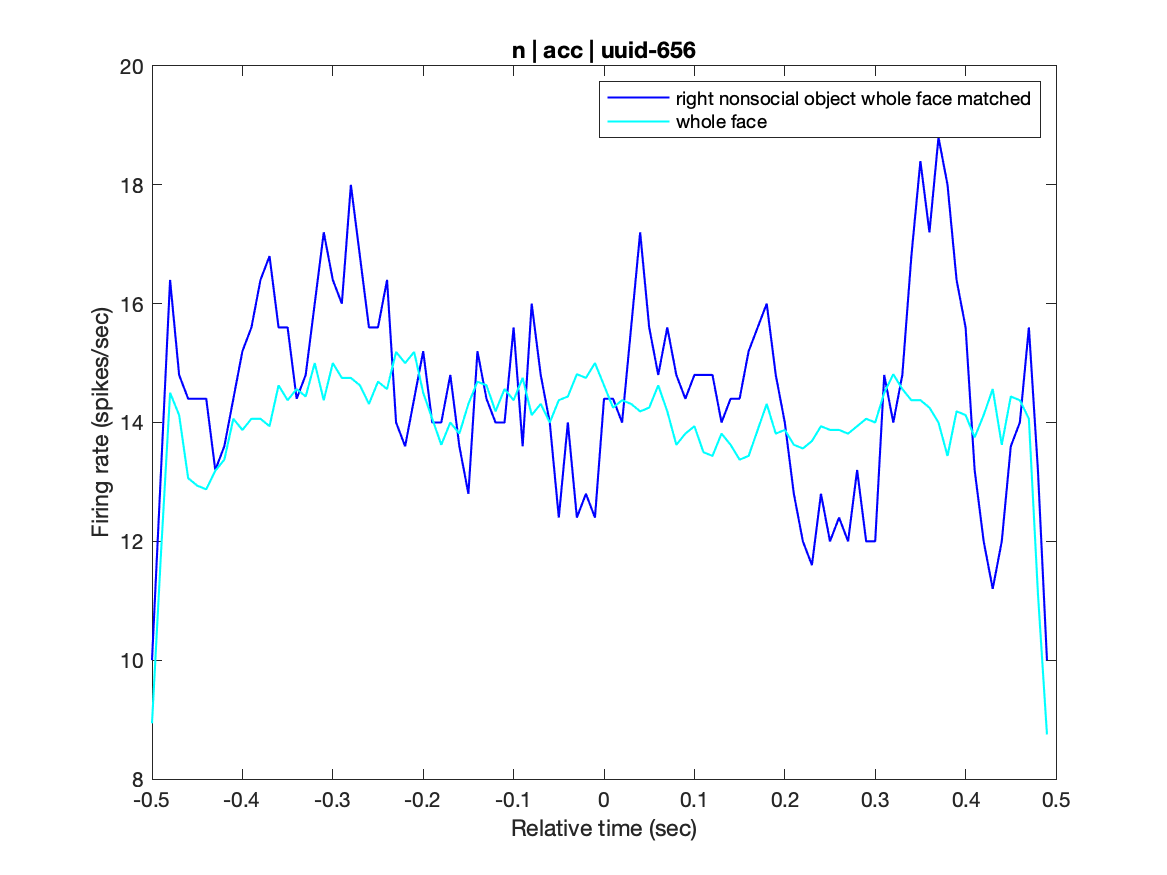 n | acc | uuid-656
20
right nonsocial object whole face matched
whole face
18
16
14
12
10
8
Firing rate (spikes/sec)
-0.5 -0.4 -0.3 -0.2 -0.1 0 0.1 0.2 0.3 0.4 0.5
Relative time (sec)